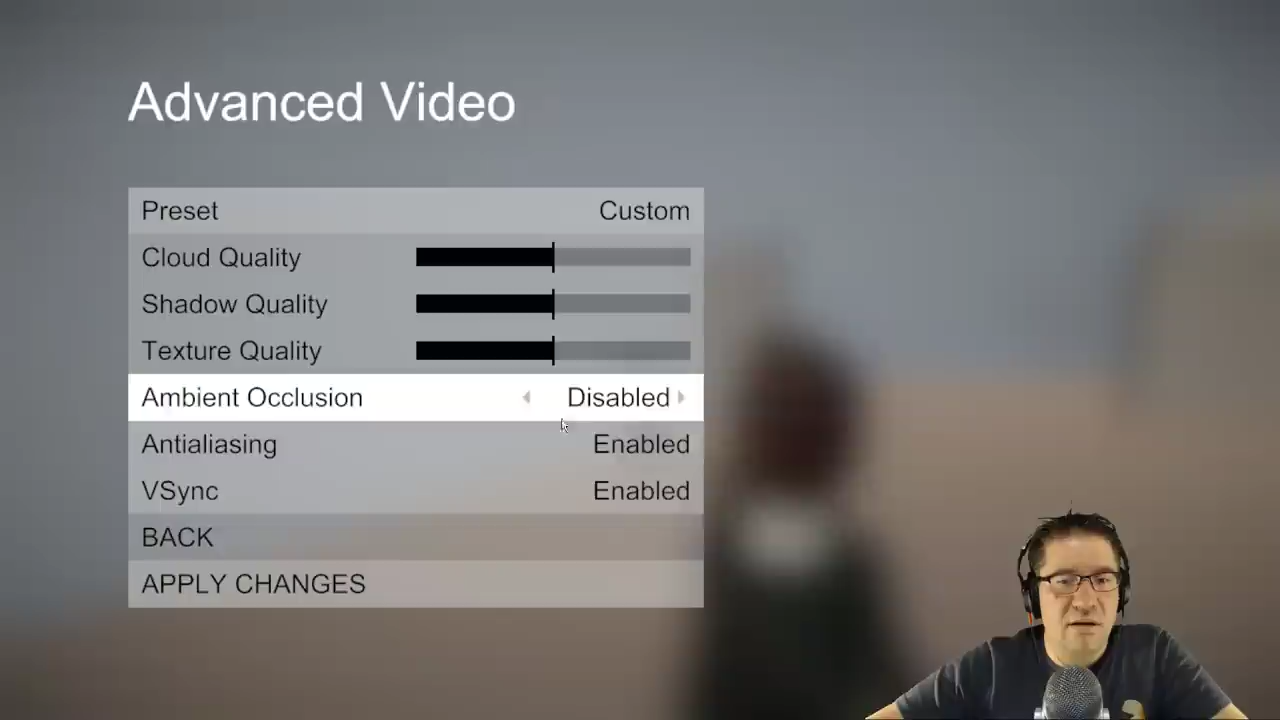 Advanced Video
Preset Custom
Cloud Quality
Shadow Quality
Texture Quality
Ambient Occlusion Disabled
Antialiasing Enabled
VSync Enabled
BACK
APPLY CHANGES